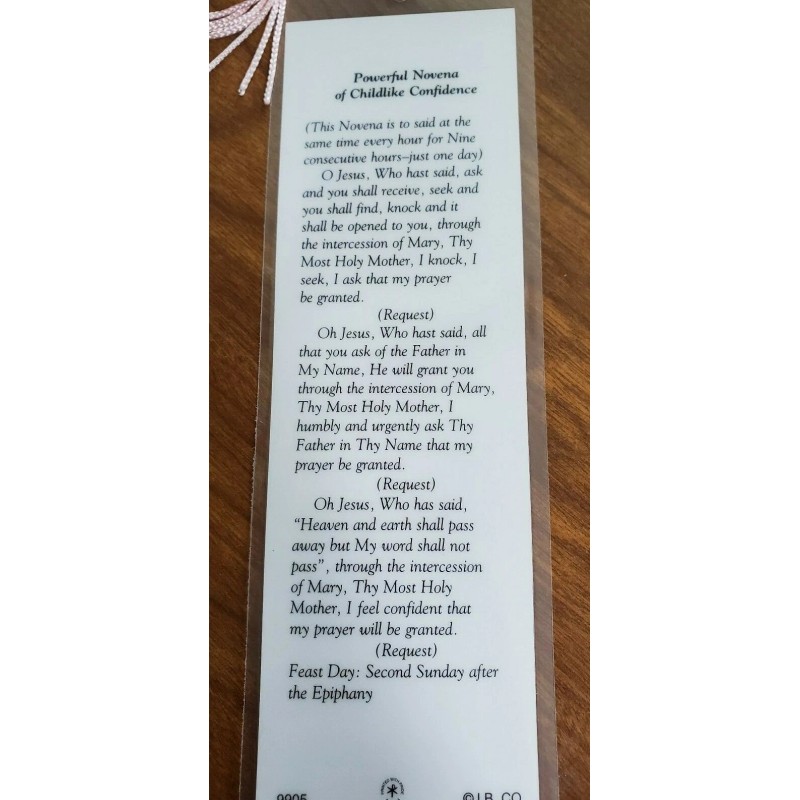 Powerful Novena
of Childlike Confidence
(This Novena is to said at the
same time every hour for Nine
consecutive hours–just one day)
O Jesus, Who hast said, ask
and you shall receive, seek and
you shall find, knock and it
shall be opened to you, through
the intercession of Mary, Thy
Most Holy Mother, I knock, I
seek, I ask that my prayer
be granted.
(Request)
Oh Jesus, Who hast said, all
that you ask of the Father in
My Name, He will grant you
through the intercession of Mary,
Thy Most Holy Mother, I
humbly and urgently ask Thy
Father in Thy Name that my
prayer be granted.
(Request)
Oh Jesus, Who has said,
“Heaven and earth shall pass
away but My word shall not
pass”, through the intercession
of Mary, Thy Most Holy
Mother, I feel confident that
my prayer will be granted.
(Request)
Feast Day: Second Sunday after
the Epiphany
9905
© I.B. CO.